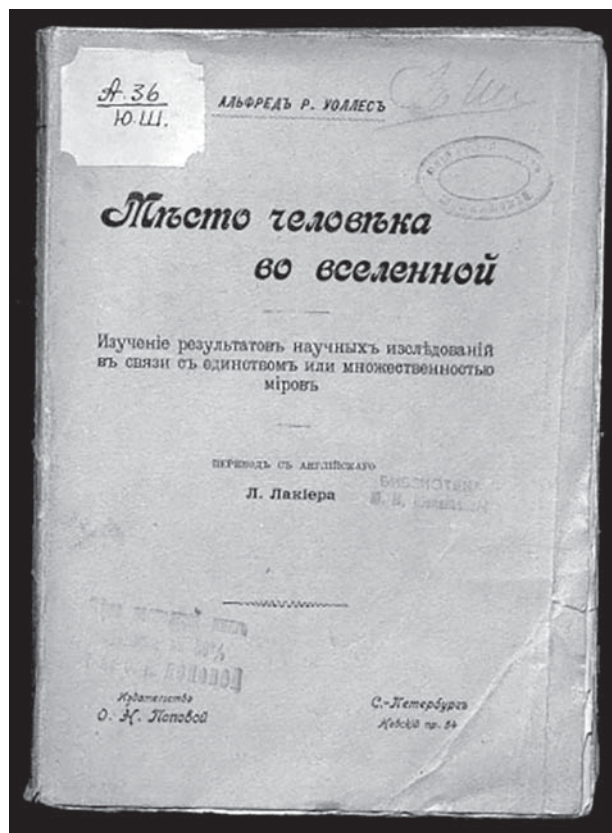 А. 36
Ю. Ш.
АЛЬФРЕДЪ Р. УОЛЛЕСЪ
Мѣсто человѣка
во вселенной
Изученіе результатовъ научныхъ изслѣдованій
въ связи съ единствомъ или множественностью
міровъ
ПЕРЕВОДЪ СЪ АНГЛІЙСКАГО
Л. Лакіера
Издательство
О. Н. Поповой
С.-Петербургъ
Невскій пр. 54